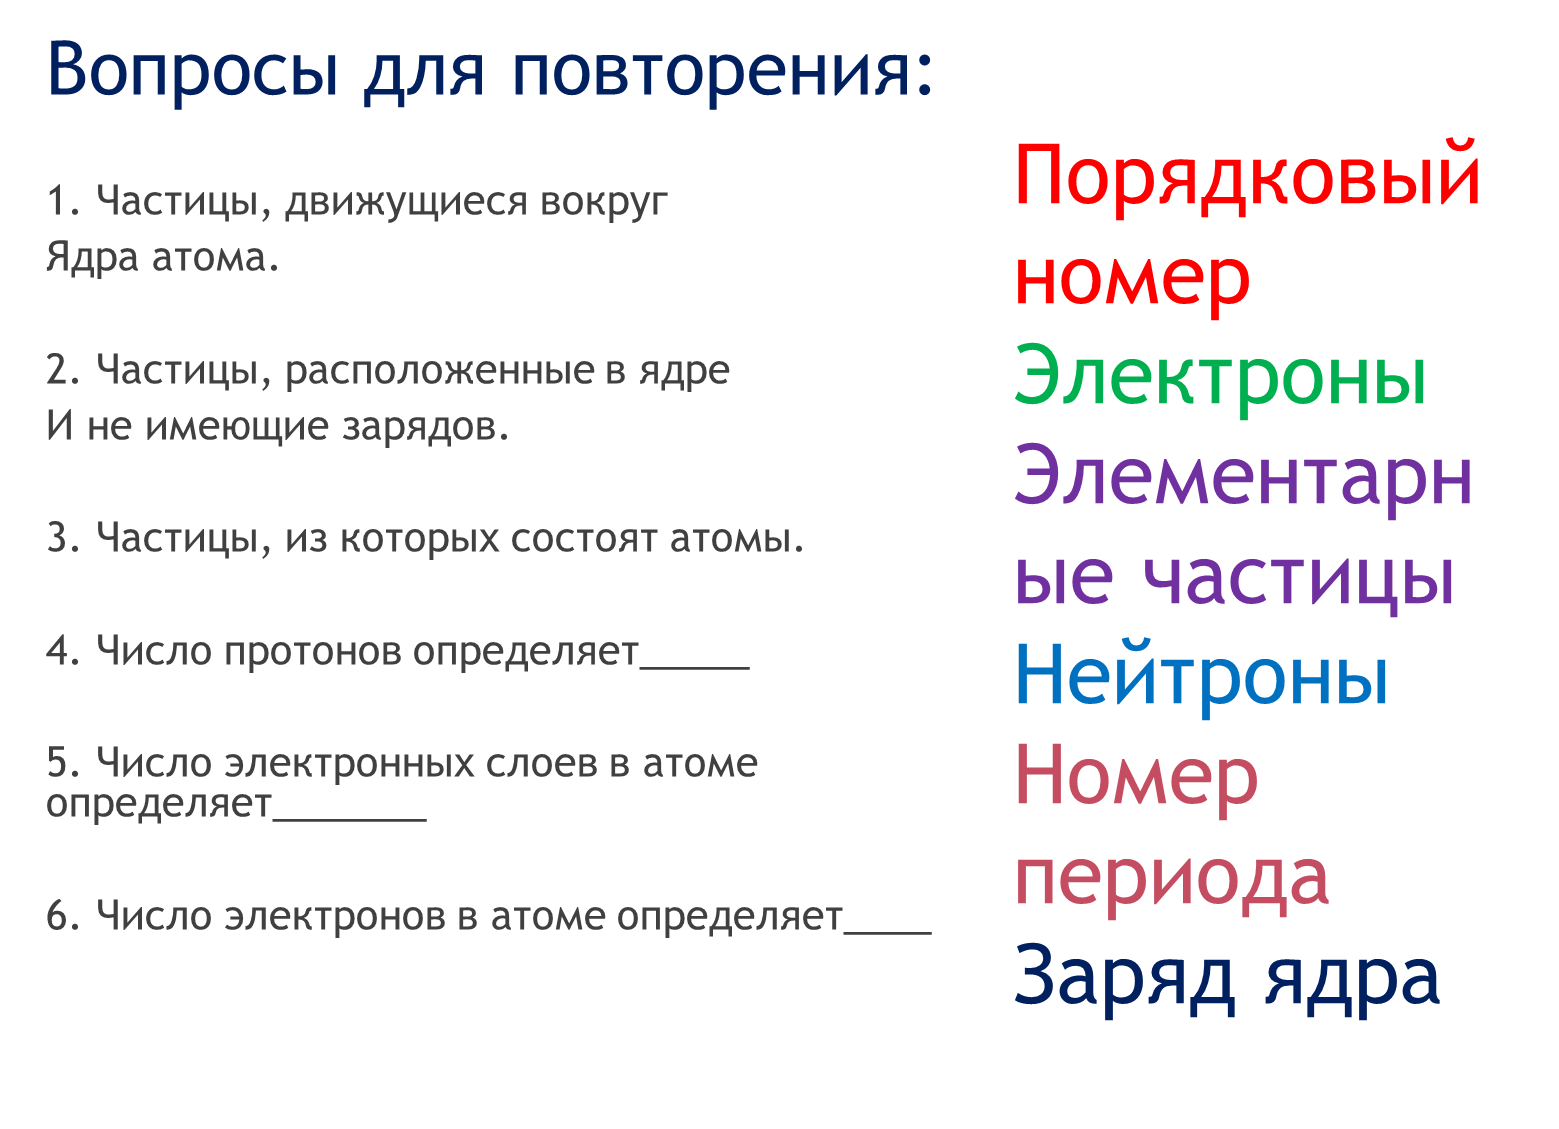 Вопросы для повторения:
1. Частицы, движущиеся вокруг
Ядра атома.
2. Частицы, расположенные в ядре
И не имеющие зарядов.
3. Частицы, из которых состоят атомы.
4. Число протонов определяет_____
5. Число электронных слоев в атоме
определяет_______
6. Число электронов в атоме определяет____
Порядковый
номер
Электроны
Элементарн
ые частицы
Нейтроны
Номер
периода
Заряд ядра